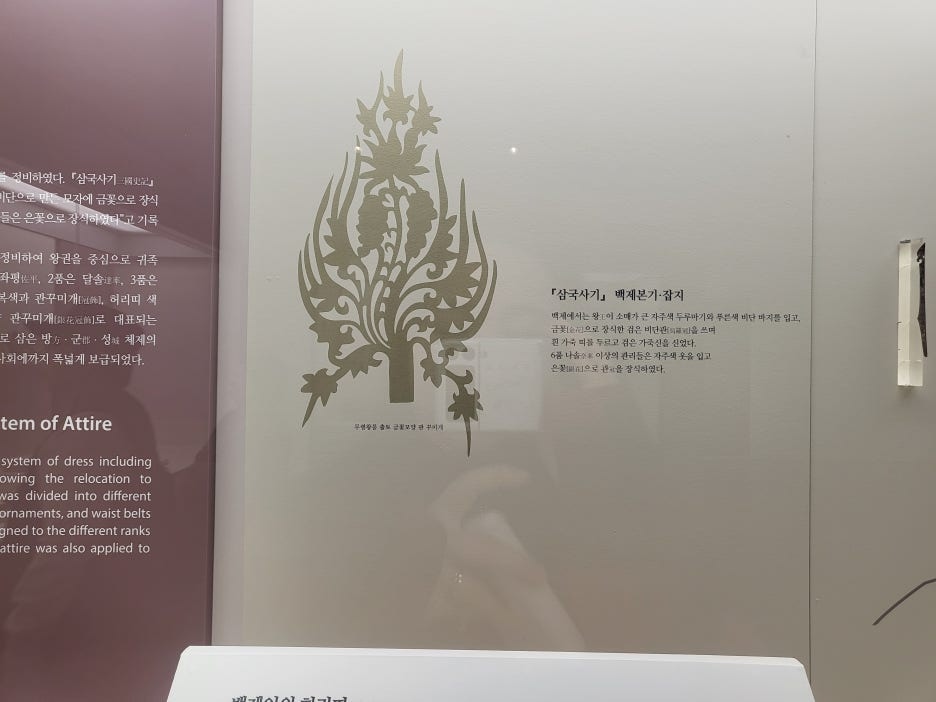 를 정비하였다. 『삼국사기三國史記』
비단으로 만든 모자에 금꽃으로 장식
들은 은꽃으로 장식하였다"고 기록
정비하여 왕권을 중심으로 귀족
좌평佐平, 2품은 달솔達率, 3품은
복색과 관꾸미개[冠飾], 허리띠 색
관꾸미개[銀花冠飾]로 대표되는
로 삼은 방方·군郡·성城 체제의
사회에까지 폭넓게 보급되었다.
tem of Attire
system of dress including
owing the relocation to
was divided into different
ornaments, and waist belts
gned to the different ranks
attire was also applied to
무령왕릉 출토 금꽃모양 관 꾸미개
『삼국사기』 백제본기·잡지
백제에서는 왕王이 소매가 큰 자주색 두루마기와 푸른색 비단 바지를 입고,
금꽃[金花]으로 장식한 검은 비단관[烏羅冠]을 쓰며
흰 가죽 띠를 두르고 검은 가죽신을 신었다.
6품 나솔奈率 이상의 관리들은 자주색 옷을 입고
은꽃[銀花]으로 관冠을 장식하였다.